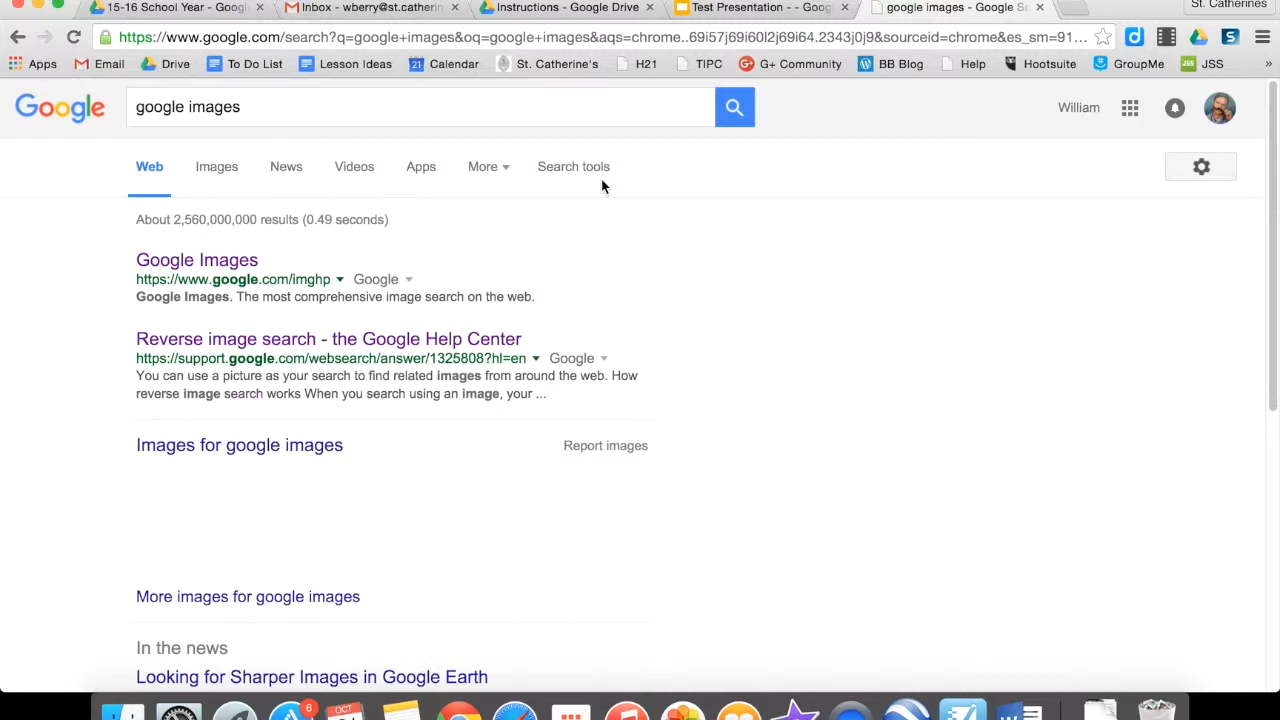 15-16 School Year - Googl
Inbox - wberry@st.catherin
Instructions - Google Drive
Test Presentation - - Goog
google images - Google Se
St. Catherines
https://www.google.com/search?q=google+images&oq=google+images&aqs=chrome..69i57j69i60l2j69i64.2343j0j9&sourceid=chrome&es_sm=91...
Apps Email Drive To Do List Lesson Ideas Calendar St. Catherine's H21 TIPC G+ Community BB Blog Help Hootsuite GroupMe JSS »
Google google images William
Web Images News Videos Apps More Search tools
About 2,560,000,000 results (0.49 seconds)
Google Images
https://www.google.com/imghp Google
Google Images. The most comprehensive image search on the web.
Reverse image search - the Google Help Center
https://support.google.com/websearch/answer/1325808?hl=en Google
You can use a picture as your search to find related images from around the web. How
reverse image search works When you search using an image, your ...
Images for google images Report images
More images for google images
In the news
Looking for Sharper Images in Google Earth
6
OCT